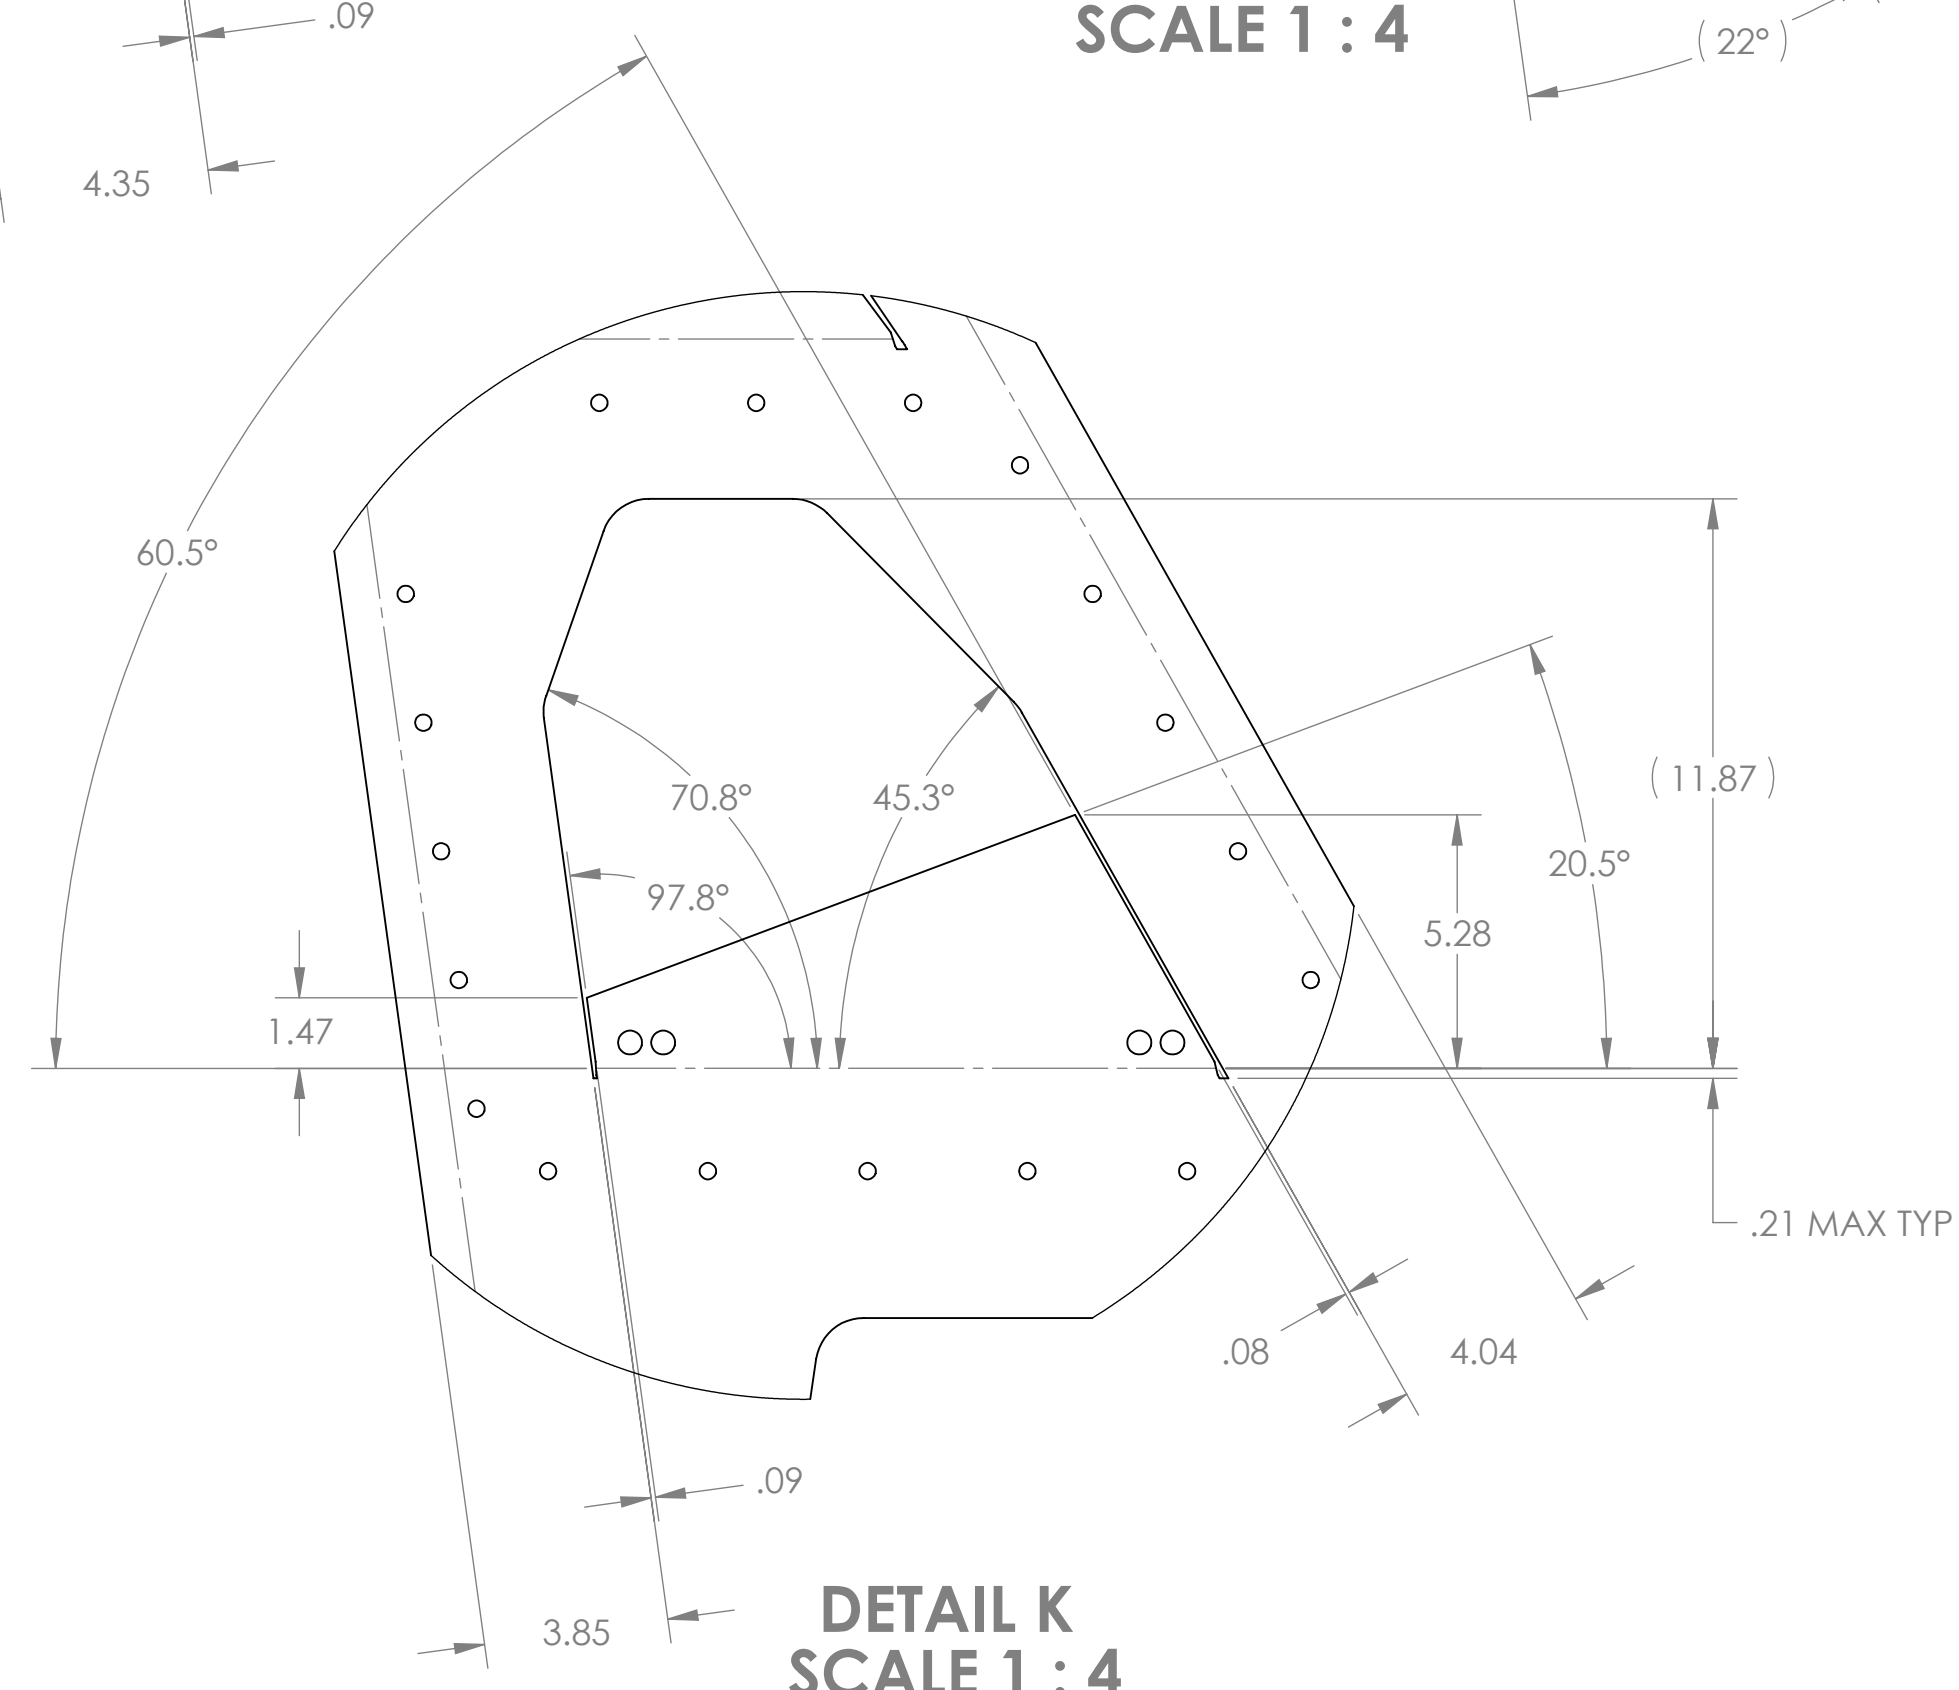 .09
SCALE 1 : 4
( 22° )
4.35
60.5°
70.8°
45.3°
( 11.87 )
20.5°
97.8°
5.28
1.47
.21 MAX TYP
.08
4.04
.09
3.85
DETAIL K
SCALE 1 : 4